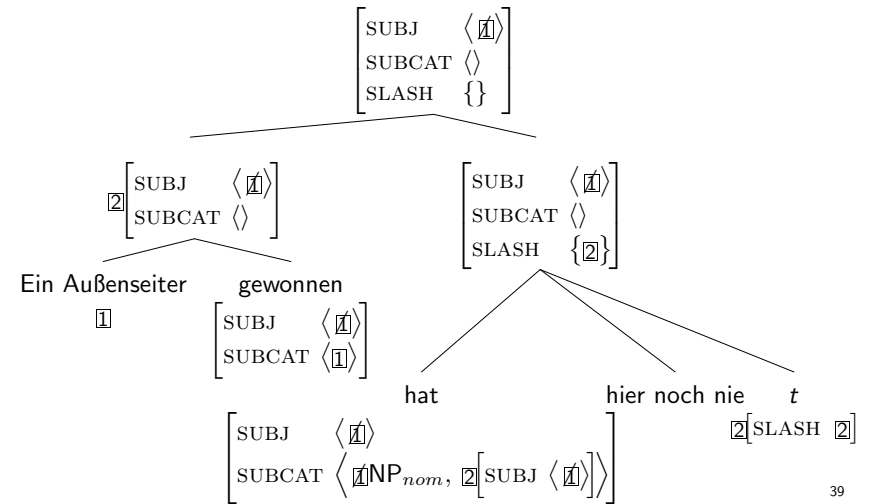 SUBJ ⟨1̸⟩
SUBCAT ⟨⟩
SLASH {}
2 SUBJ ⟨1̸⟩
SUBCAT ⟨⟩
SUBJ ⟨1̸⟩
SUBCAT ⟨⟩
SLASH {2}
Ein Außenseiter
1
gewonnen
SUBJ ⟨1̸⟩
SUBCAT ⟨1⟩
hat
SUBJ ⟨1̸⟩
SUBCAT ⟨1̸NP_nom, 2[SUBJ ⟨1̸⟩]⟩
hier noch nie
t
2[SLASH 2]
39